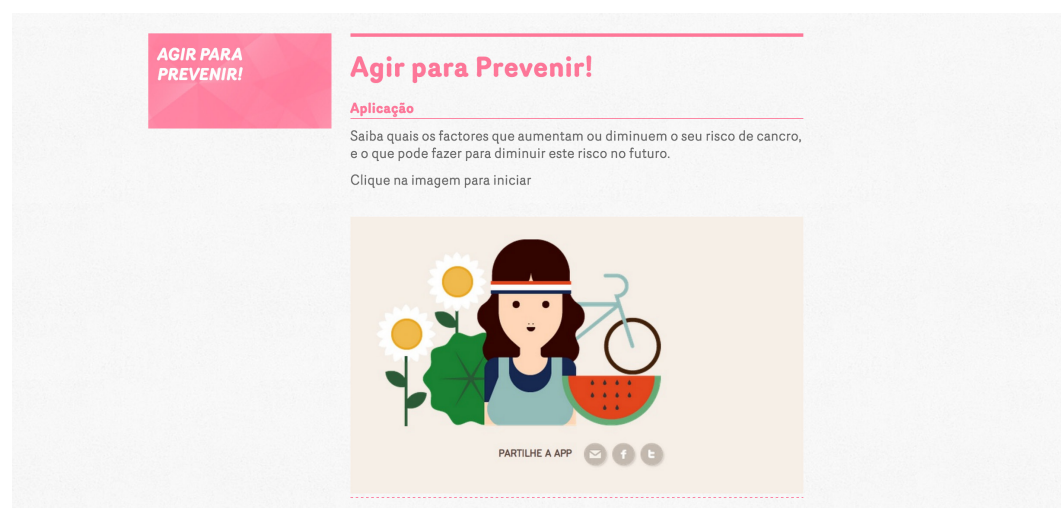 AGIR PARA
PREVENIR!
Agir para Prevenir!
Aplicação
Saiba quais os factores que aumentam ou diminuem o seu risco de cancro,
e o que pode fazer para diminuir este risco no futuro.
Clique na imagem para iniciar
PARTILHE A APP